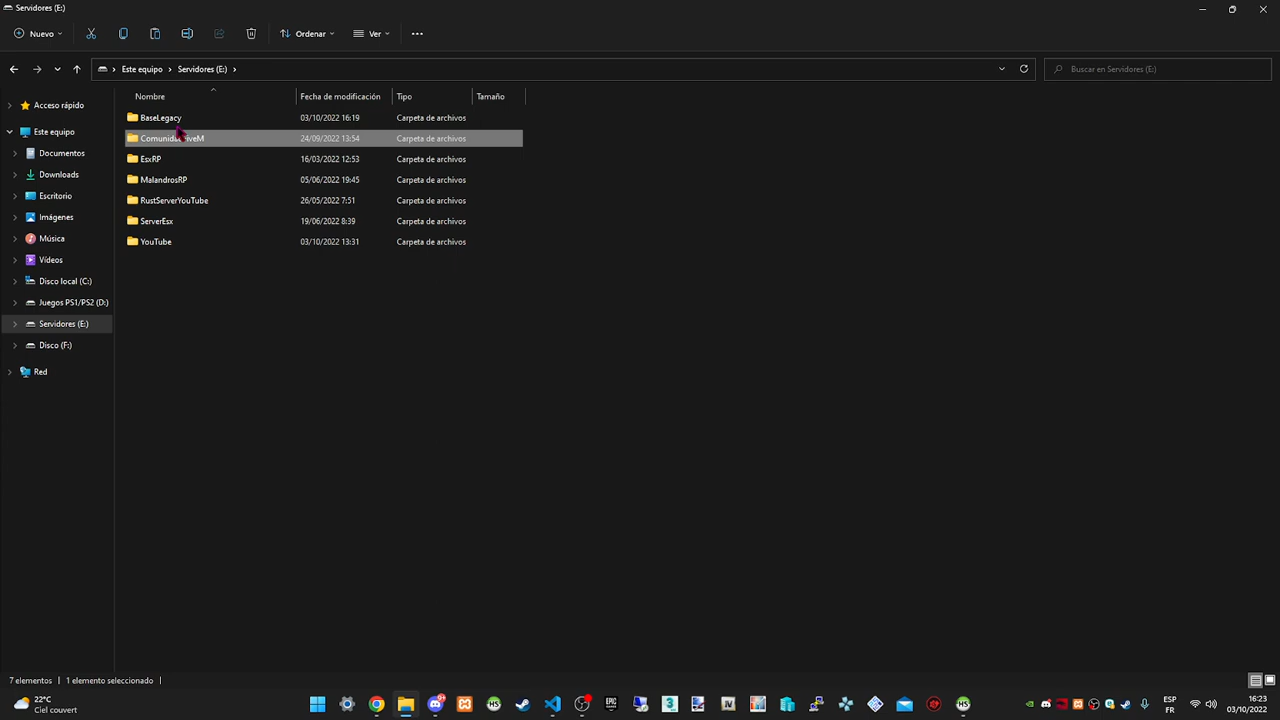 Servidores (E:)
Nuevo
Ordenar
Ver
Este equipo > Servidores (E:) >
Buscar en Servidores (E:)
Nombre Fecha de modificación Tipo Tamaño
BaseLegacy 03/10/2022 16:19 Carpeta de archivos
24/09/2022 13:54 Carpeta de archivos
EsxRP 16/03/2022 12:53 Carpeta de archivos
MalandrosRP 05/06/2022 19:45 Carpeta de archivos
RustServerYouTube 26/05/2022 7:51 Carpeta de archivos
ServerEsx 19/06/2022 8:39 Carpeta de archivos
YouTube 03/10/2022 13:31 Carpeta de archivos
Acceso rápido
Este equipo
Documentos
Downloads
Escritorio
Imágenes
Música
Vídeos
Disco local (C:)
Juegos PS1/PS2 (D:)
Servidores (E:)
Disco (F:)
Red
7 elementos 1 elemento seleccionado
22°C
Ciel couvert
ESP
FR
16:23
03/10/2022